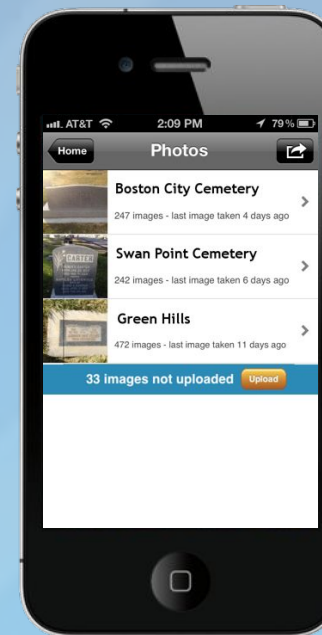 AT&T 2:09 PM 79%
Home Photos
Boston City Cemetery
247 images - last image taken 4 days ago
Swan Point Cemetery
CARTER
242 images - last image taken 6 days ago
Green Hills
472 images - last image taken 11 days ago
33 images not uploaded Upload